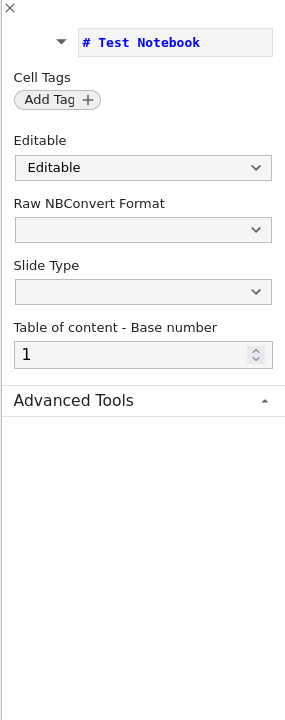 # Test Notebook
Cell Tags
Add Tag
Editable
Editable
Raw NBConvert Format
Slide Type
Table of content - Base number
1
Advanced Tools